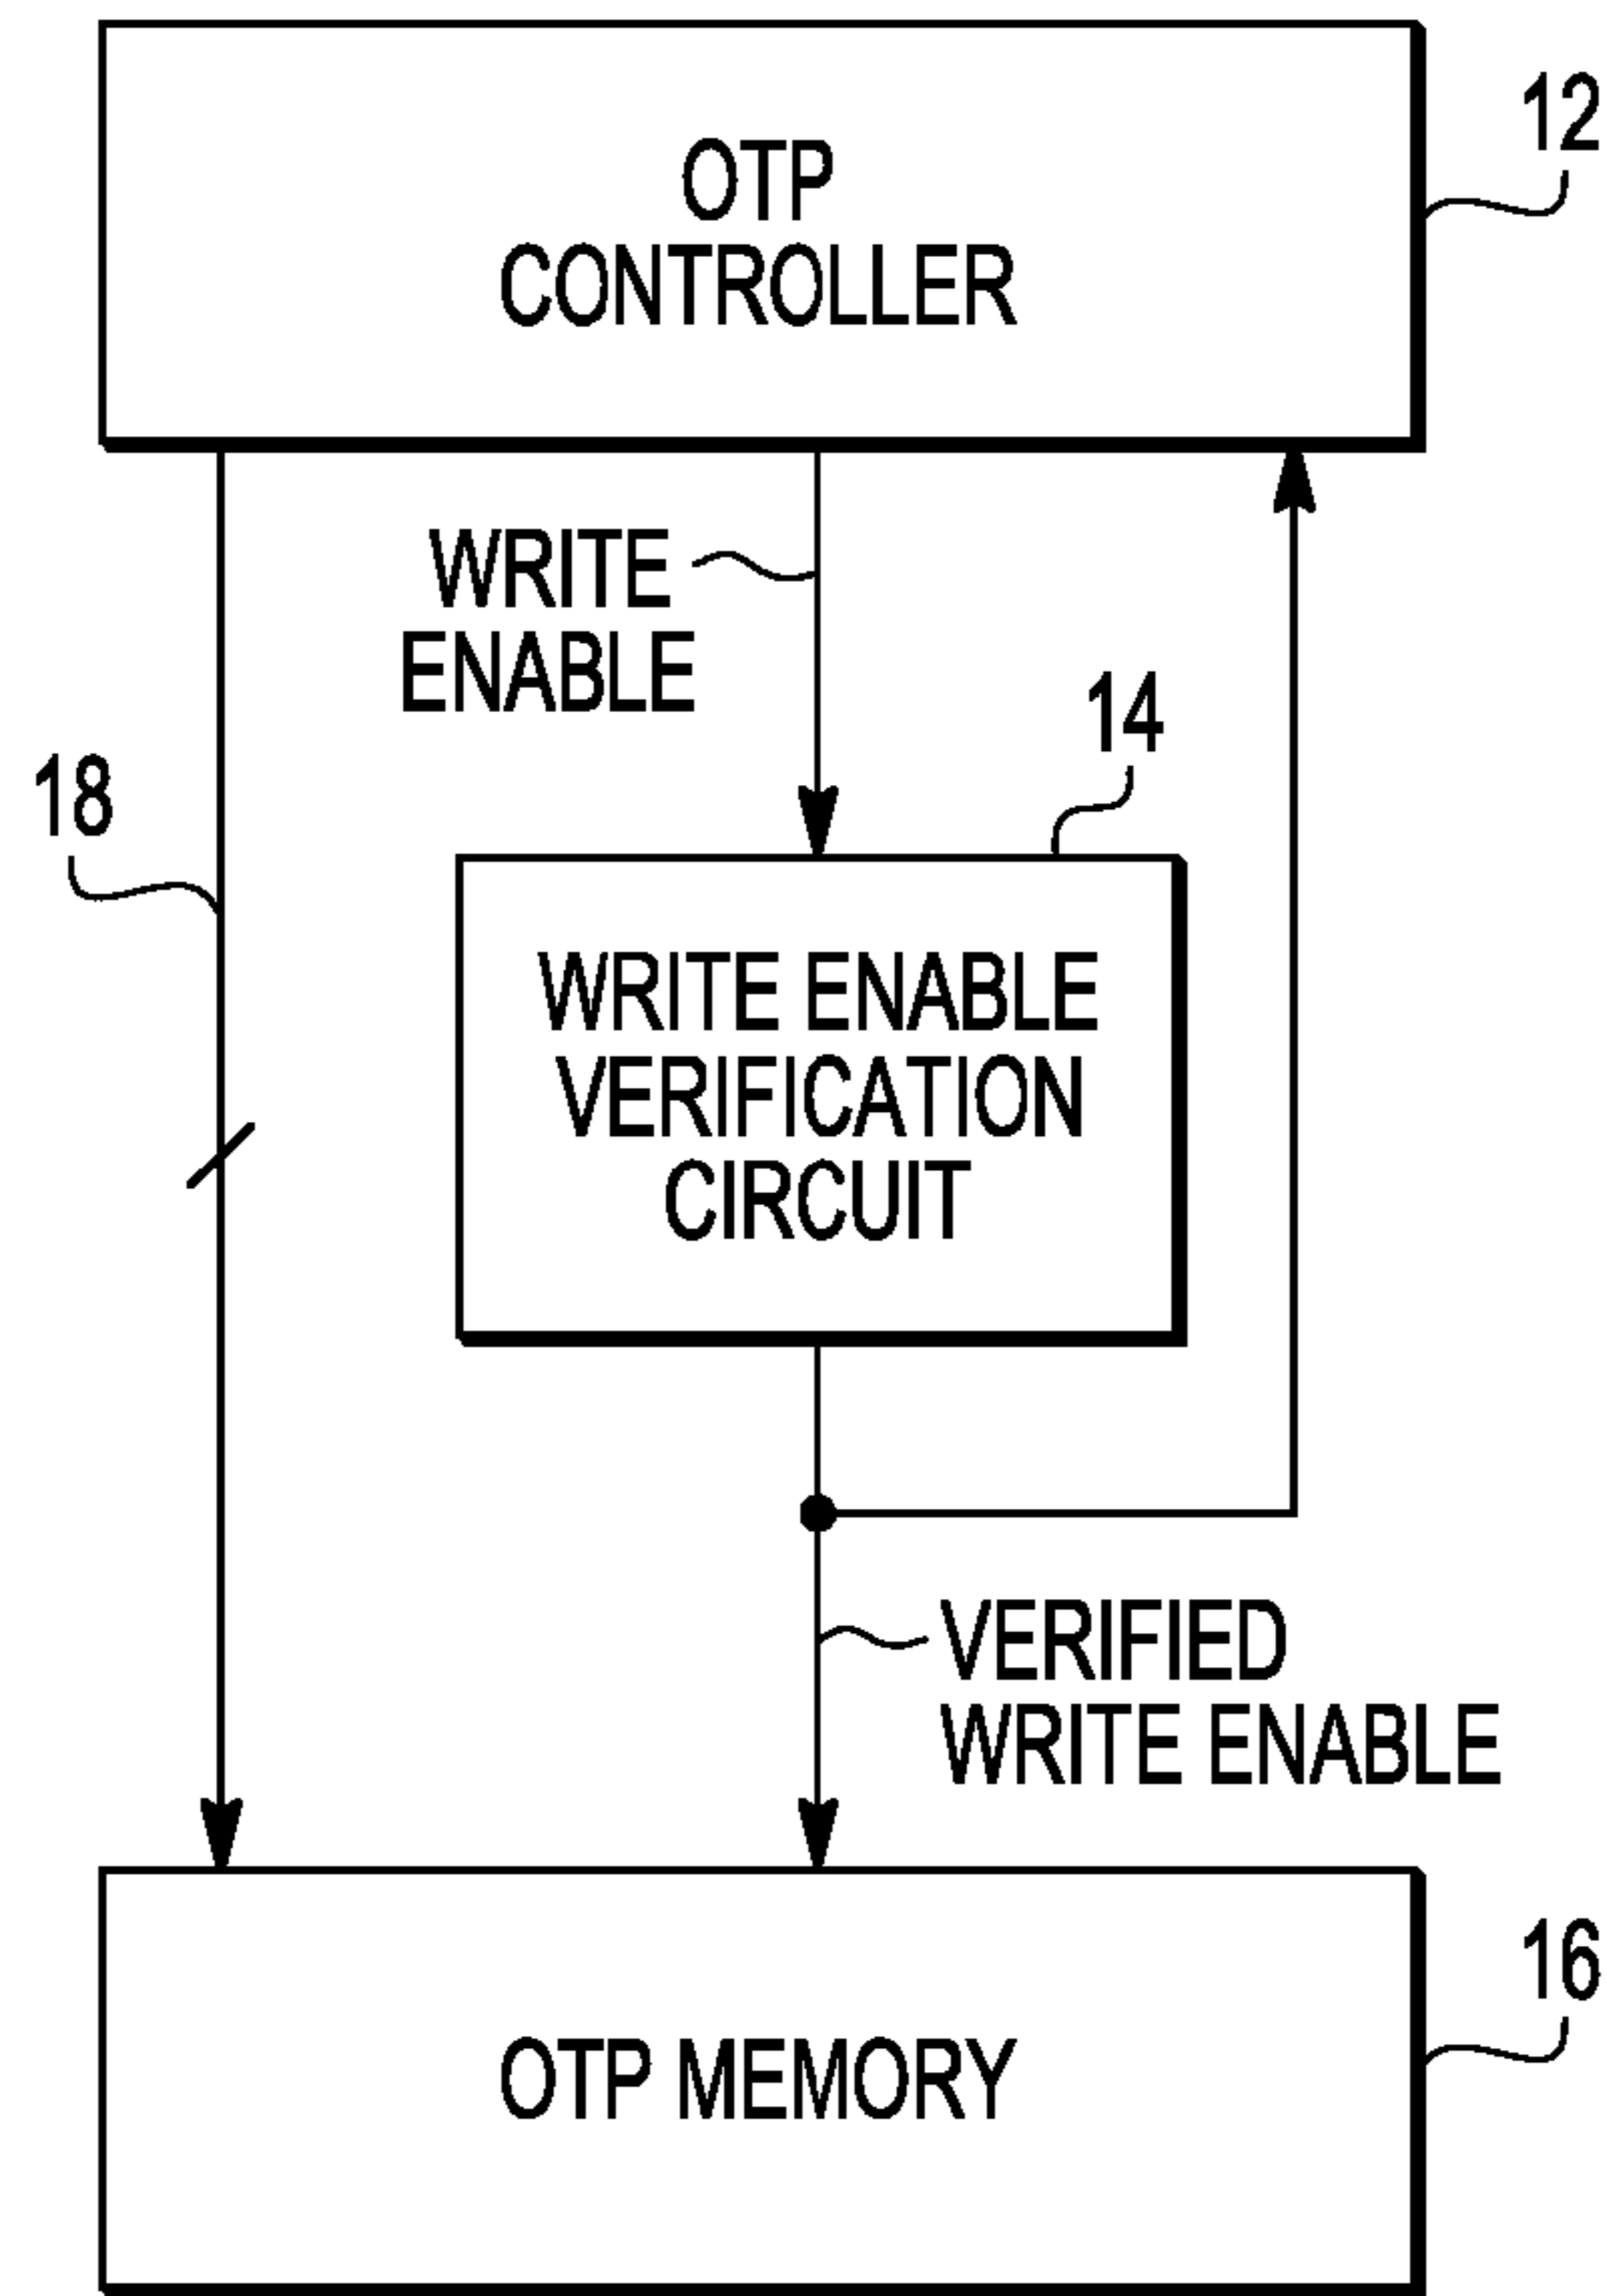 OTP
CONTROLLER
12
WRITE
ENABLE
14
18
WRITE ENABLE
VERIFICATION
CIRCUIT
VERIFIED
WRITE ENABLE
16
OTP MEMORY